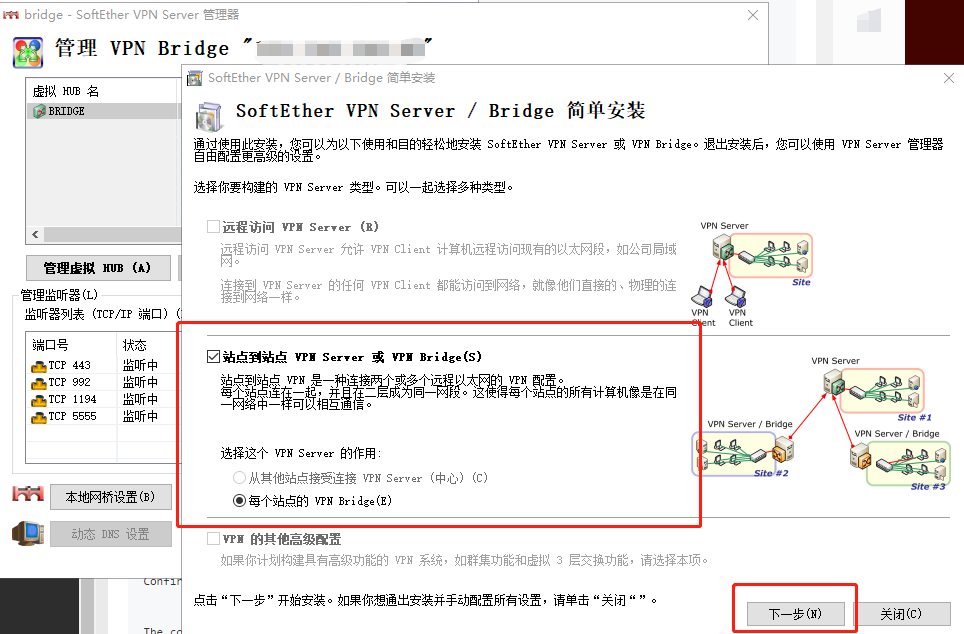 bridge - SoftEther VPN Server 管理器
管理 VPN Bridge "
"
虚拟 HUB 名
BRIDGE
管理虚拟 HUB (A)
管理监听器(L)
监听器列表 (TCP/IP 端口) (
端口号 状态
TCP 443 监听中
TCP 992 监听中
TCP 1194 监听中
TCP 5555 监听中
本地网桥设置(B)
动态 DNS 设置
SoftEther VPN Server / Bridge 简单安装
SoftEther VPN Server / Bridge 简单安装
通过使用此安装，您可以为以下使用和目的轻松地安装 SoftEther VPN Server 或 VPN Bridge。退出安装后，您可以使用 VPN Server 管理器
自由配置更高级的设置。
选择你要构建的 VPN Server 类型。可以一起选择多种类型。
远程访问 VPN Server (R)
远程访问 VPN Server 允许 VPN Client 计算机远程访问现有的以太网段，如公司局域
网。
连接到 VPN Server 的任何 VPN Client 都能访问到网络，就像他们直接的、物理的连
接到网络一样。
VPN Server
Site
VPN Client
VPN Client
站点到站点 VPN Server 或 VPN Bridge(S)
站点到站点 VPN 是一种连接两个或多个远程以太网的 VPN 配置。
每个站点连在一起，并且在二层成为同一网段。这使得每个站点的所有计算机像是在同
一网络中一样可以相互通信。
选择这个 VPN Server 的作用:
从其他站点接受连接 VPN Server (中心) (C)
每个站点的 VPN Bridge(E)
VPN Server
Site #1
VPN Server / Bridge
Site #2
VPN Server / Bridge
Site #3
VPN 的其他高级配置
如果你计划构建具有高级功能的 VPN 系统，如群集功能和虚拟 3 层交换功能，请选择本项。
点击“下一步”开始安装。如果你想通出安装并手动配置所有设置，请单击“关闭“ ”。
下一步(N)
关闭(C)
Confir
The co